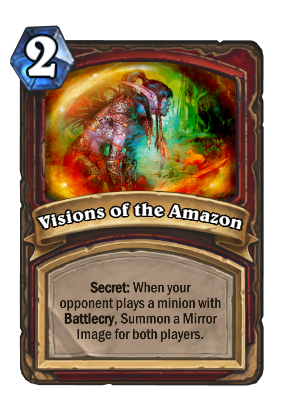 2
Visions of the Amazon
Secret: When your
opponent plays a minion with
Battlecry, Summon a Mirror
Image for both players.